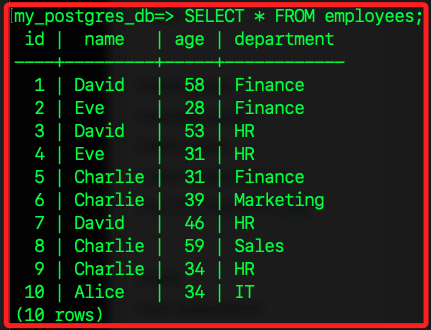 my_postgres_db=> SELECT * FROM employees;
 id |  name   | age | department
----+---------+-----+------------
  1 | David   |  58 | Finance
  2 | Eve     |  28 | Finance
  3 | David   |  53 | HR
  4 | Eve     |  31 | HR
  5 | Charlie |  31 | Finance
  6 | Charlie |  39 | Marketing
  7 | David   |  46 | HR
  8 | Charlie |  59 | Sales
  9 | Charlie |  34 | HR
 10 | Alice   |  34 | IT
(10 rows)